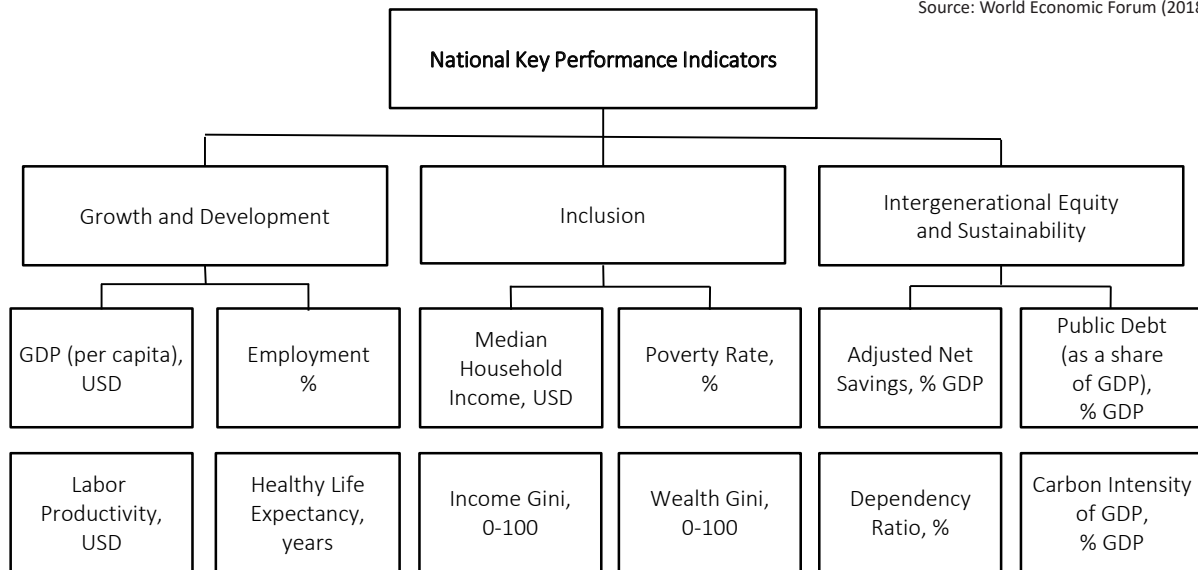 Source: World Economic Forum (2018
National Key Performance Indicators
Growth and Development
Inclusion
Intergenerational Equity
and Sustainability
GDP (per capita),
USD
Employment
%
Median
Household
Income, USD
Poverty Rate,
%
Adjusted Net
Savings, % GDP
Public Debt
(as a share
of GDP),
% GDP
Labor
Productivity,
USD
Healthy Life
Expectancy,
years
Income Gini,
0-100
Wealth Gini,
0-100
Dependency
Ratio, %
Carbon Intensity
of GDP,
% GDP